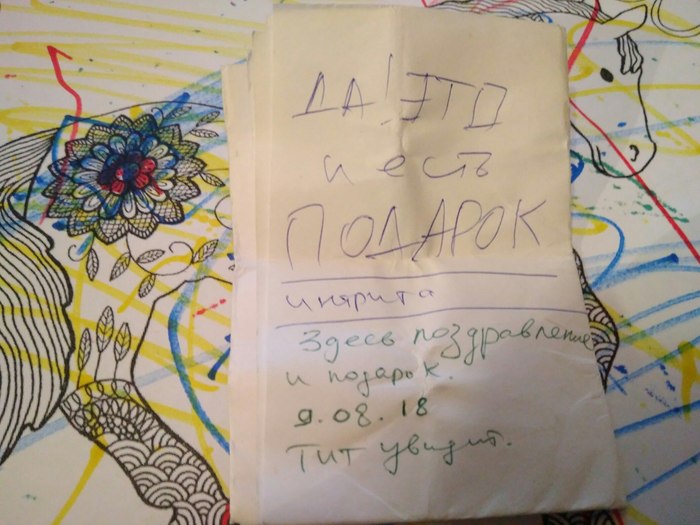 ДА! ЭТО
и есть
ПОДАРОК
инярита
Здесь поздравление
и подарок.
9.08.18
ТИТ увидит.